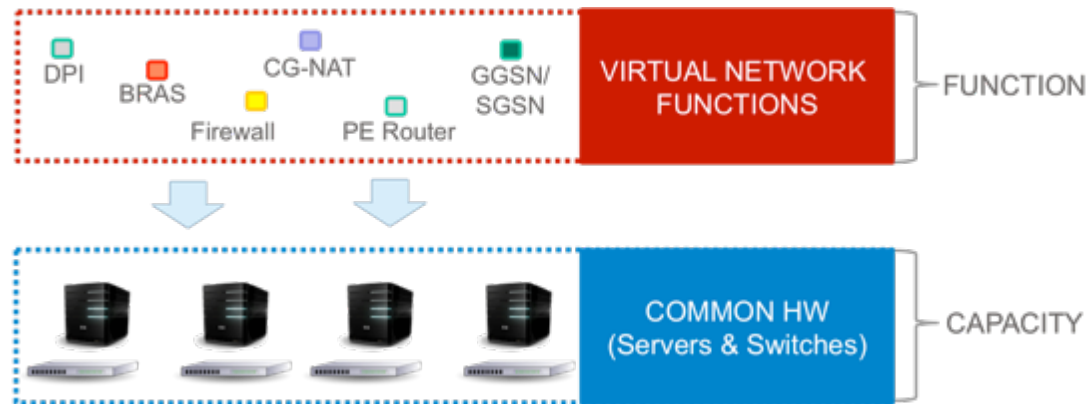 DPI
BRAS
CG-NAT
Firewall
PE Router
GGSN/
SGSN
VIRTUAL NETWORK
FUNCTIONS
FUNCTION
COMMON HW
(Servers & Switches)
CAPACITY